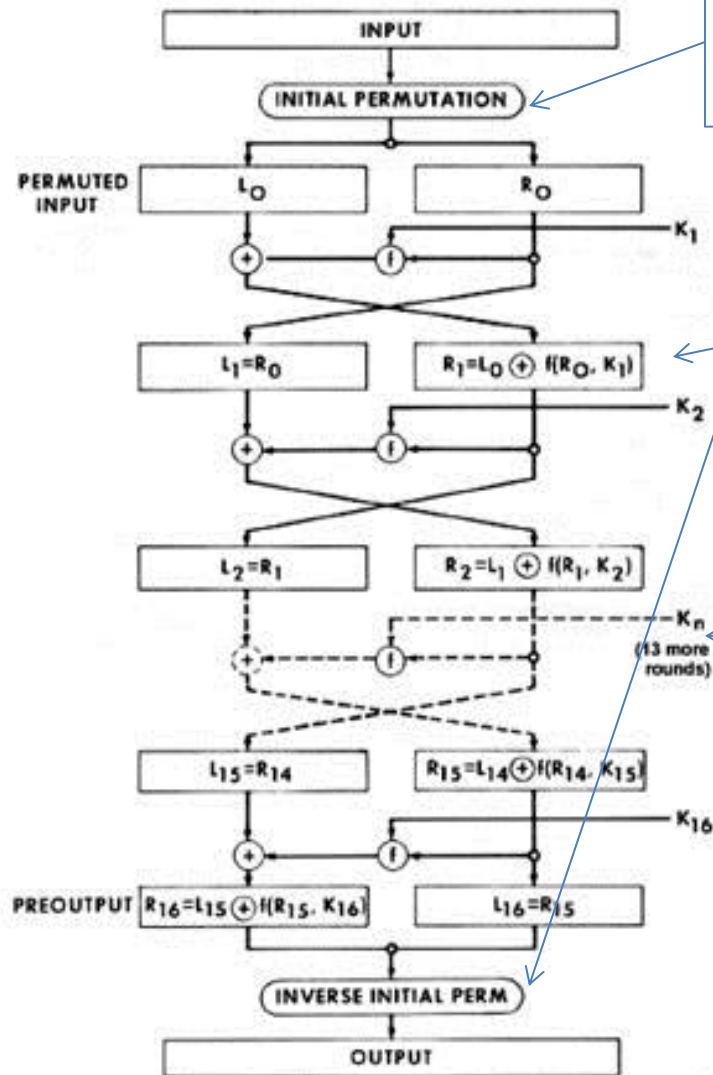 INPUT
INITIAL PERMUTATION
PERMUTED
INPUT
L0
R0
K1
+
f
L1=R0
R1=L0 ⊕ f(R0, K1)
K2
+
f
L2=R1
R2=L1 ⊕ f(R1, K2)
Kn
(13 more
rounds)
+
f
L15=R14
R15=L14 ⊕ f(R14, K15)
K16
+
f
PREOUTPUT
R16=L15 ⊕ f(R15, K16)
L16=R15
INVERSE INITIAL PERM
OUTPUT